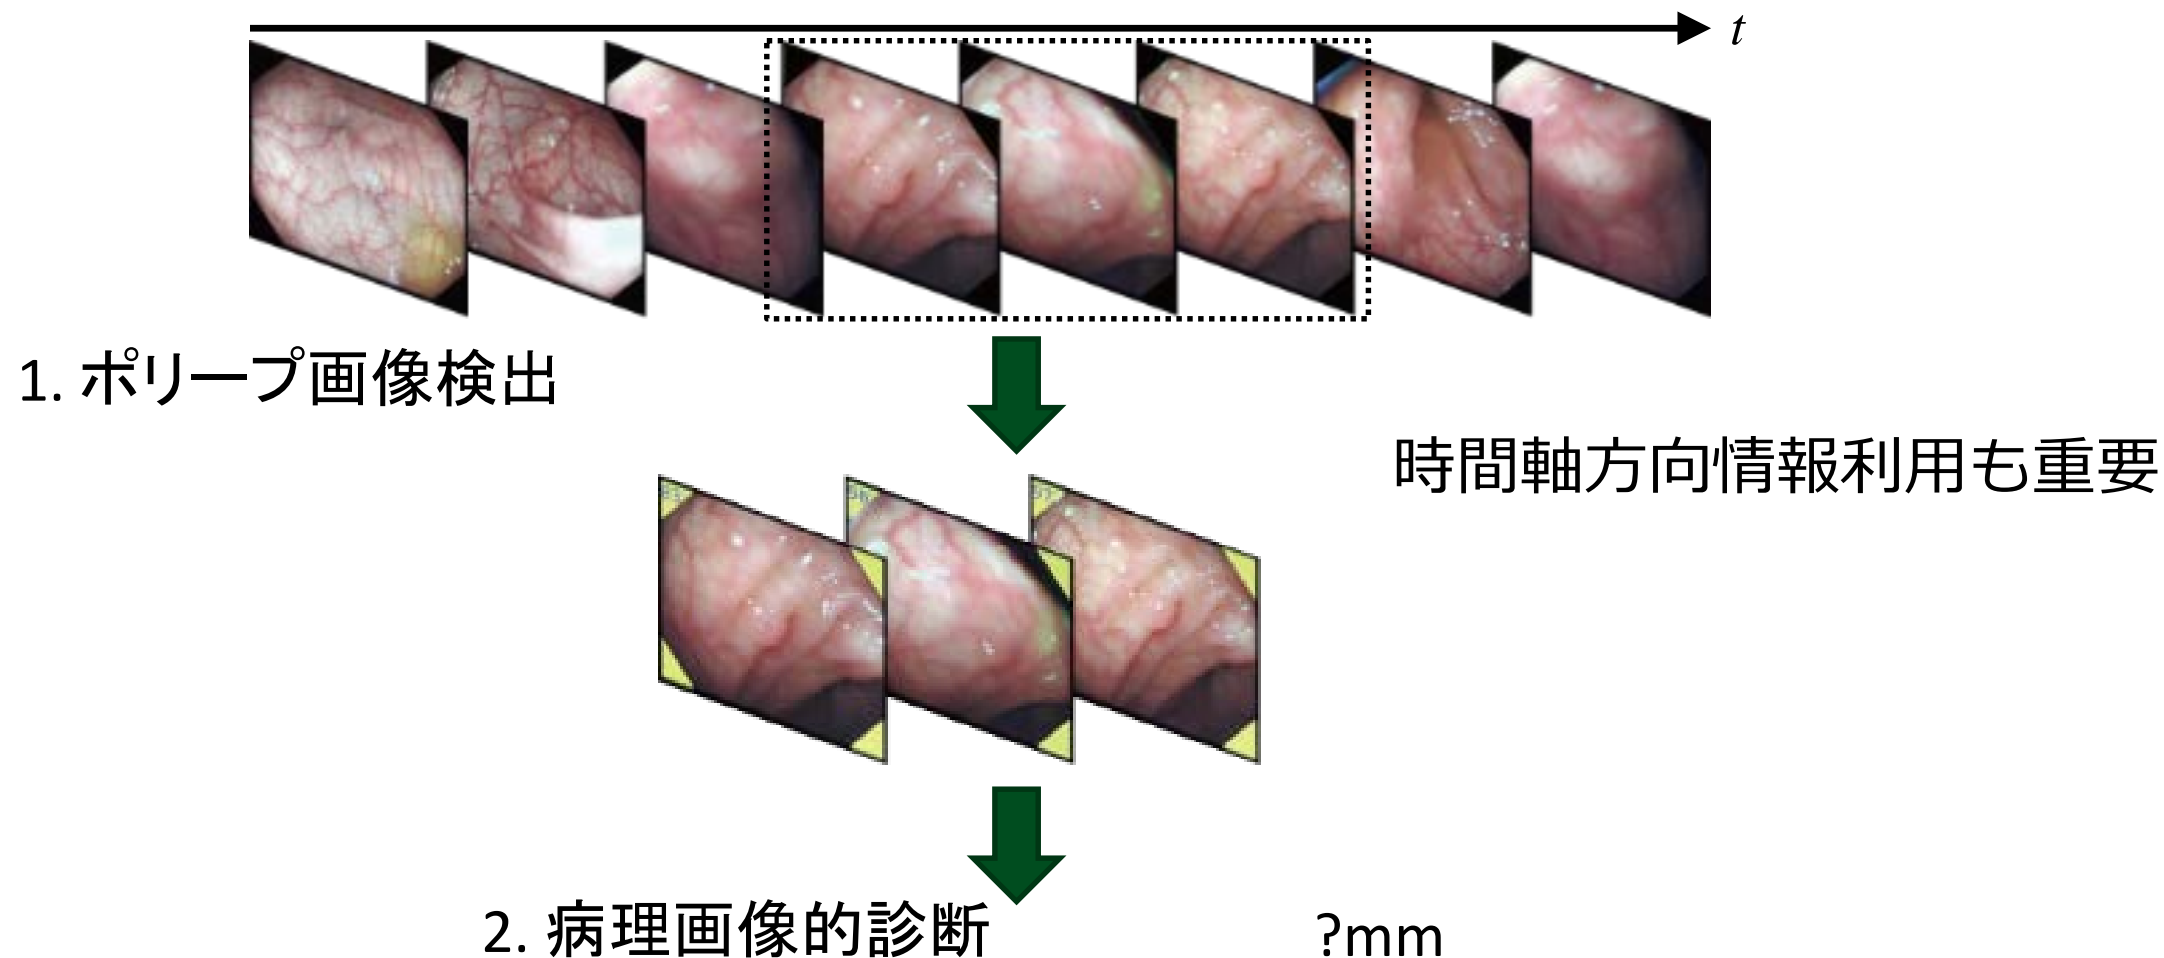 t
1. ポリープ画像検出
時間軸方向情報利用も重要
2. 病理画像的診断
?mm